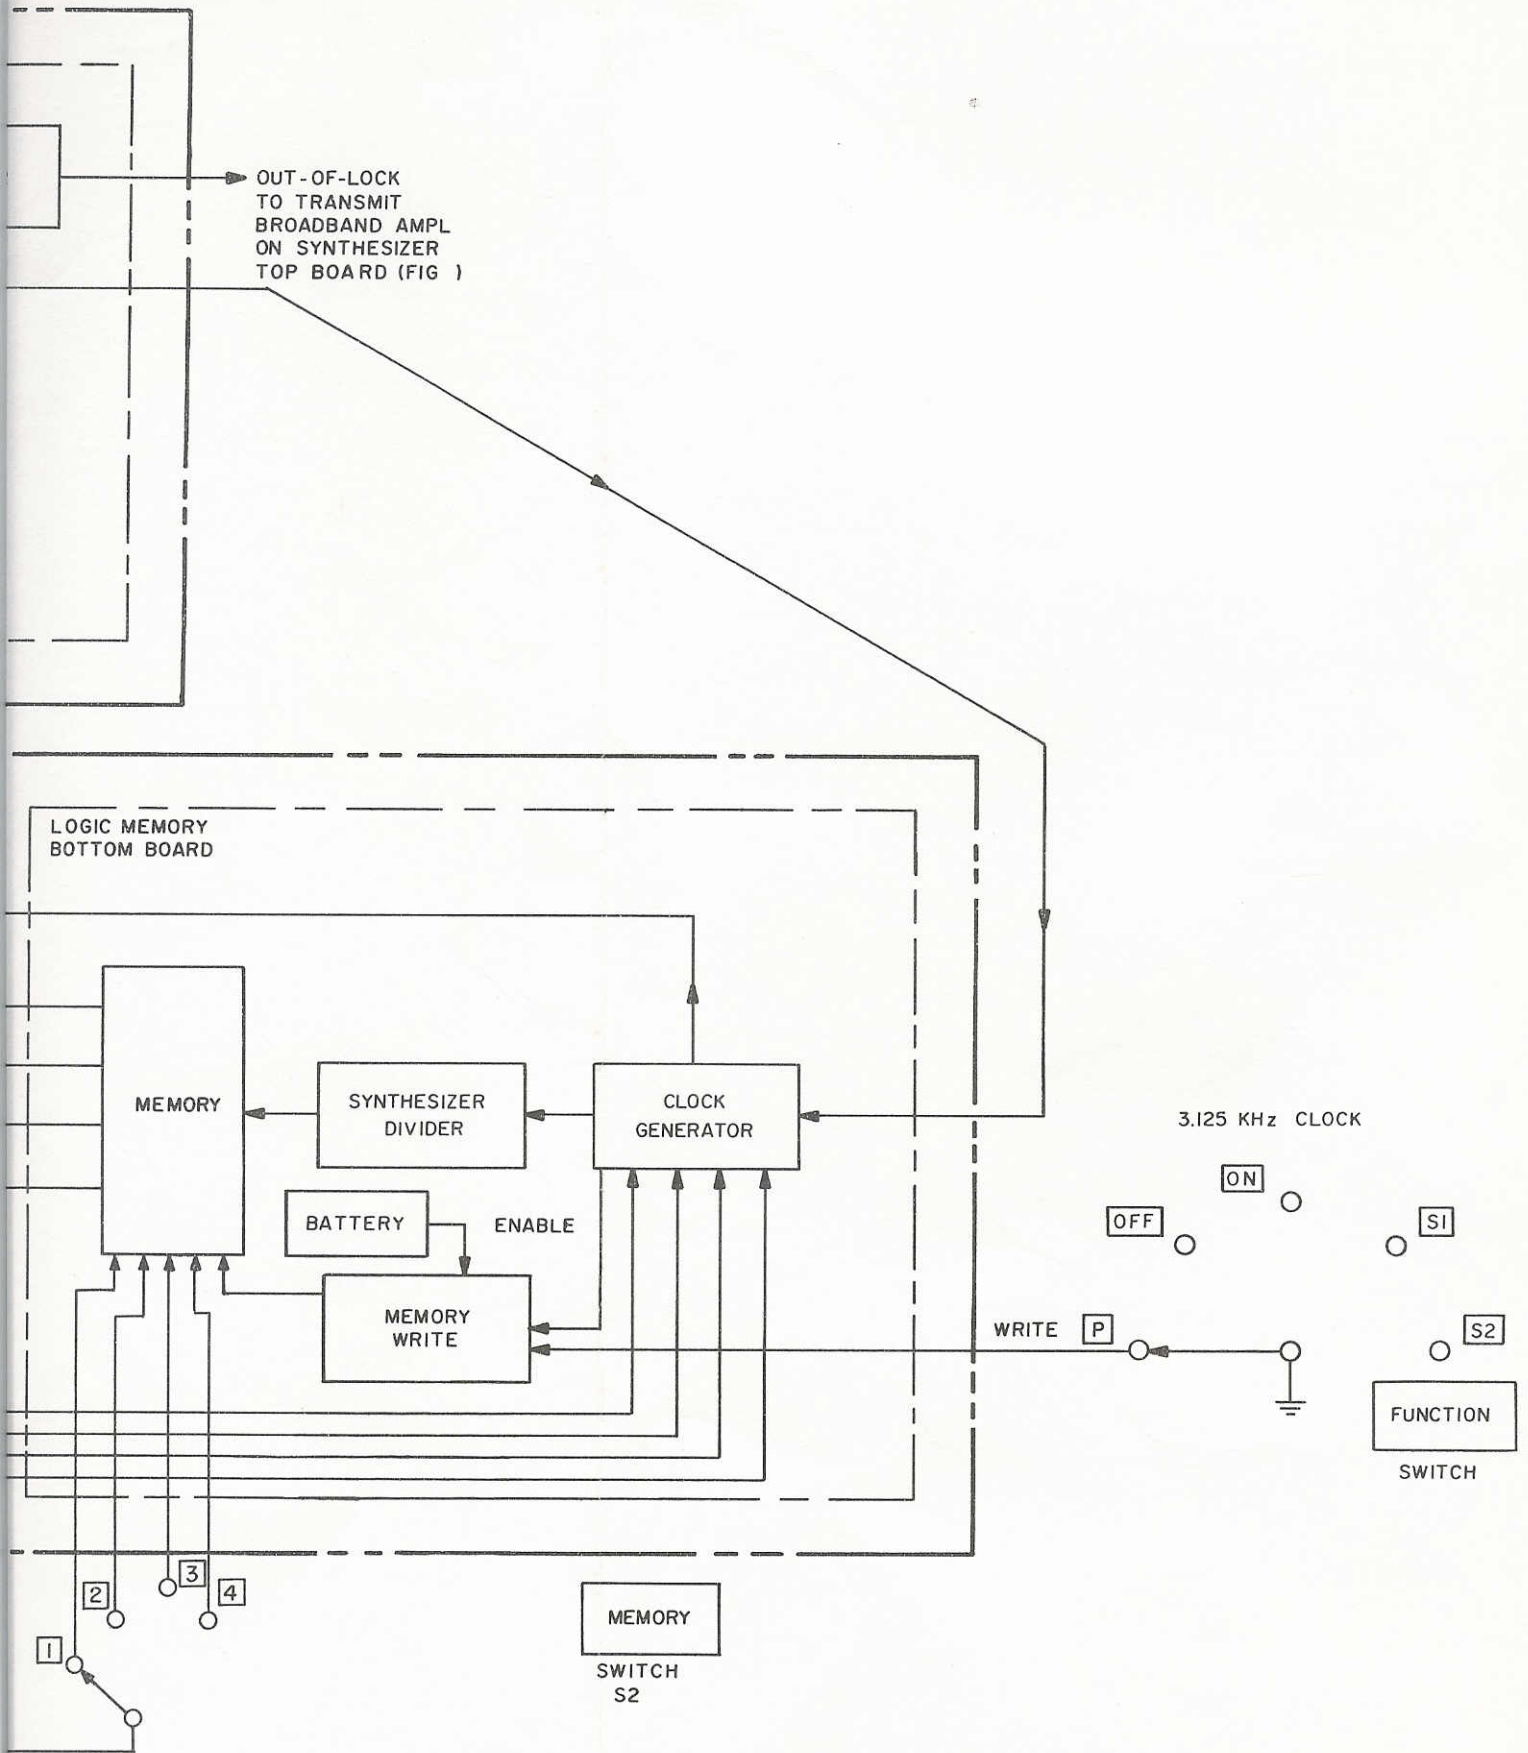 OUT-OF-LOCK
TO TRANSMIT
BROADBAND AMPL
ON SYNTHESIZER
TOP BOARD (FIG )
LOGIC MEMORY
BOTTOM BOARD
MEMORY
SYNTHESIZER
DIVIDER
CLOCK
GENERATOR
3.125 KHz CLOCK
ON
OFF
S1
BATTERY
ENABLE
MEMORY
WRITE
WRITE
P
S2
FUNCTION
SWITCH
1
2
3
4
MEMORY
SWITCH
S2